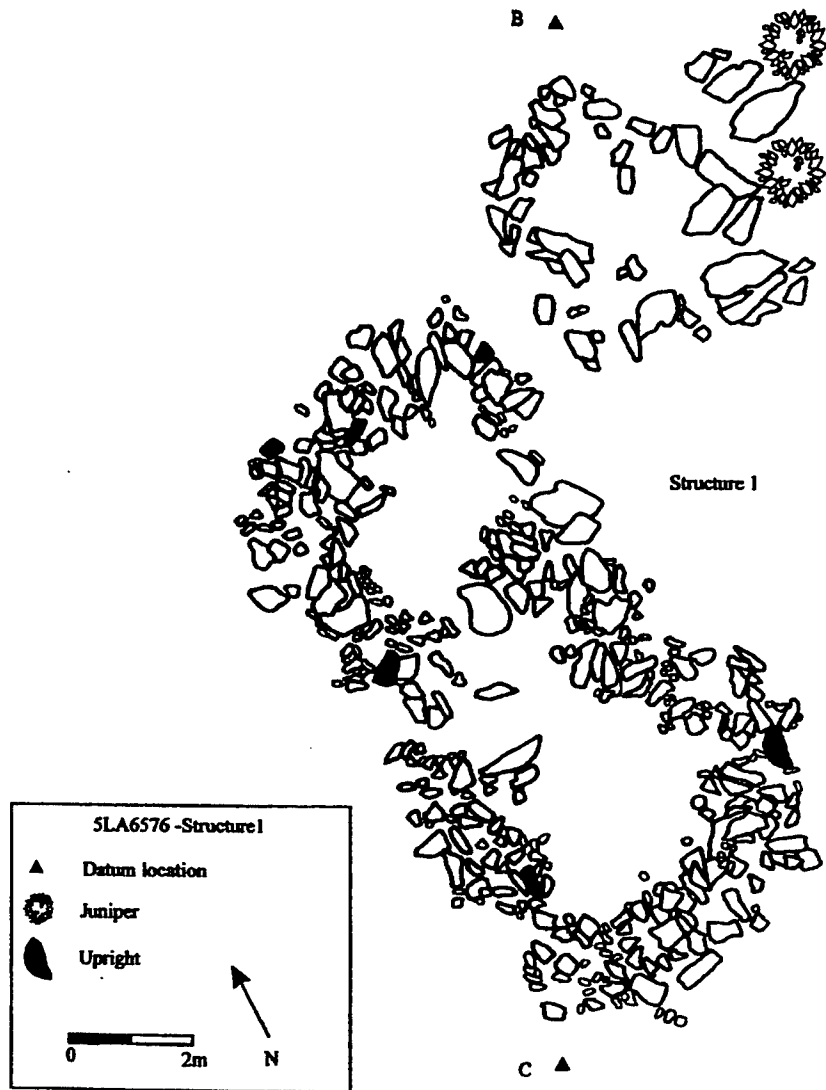 B
Structure 1
5LA6576 -Structure1
Datum location
Juniper
Upright
N
0 2m
C